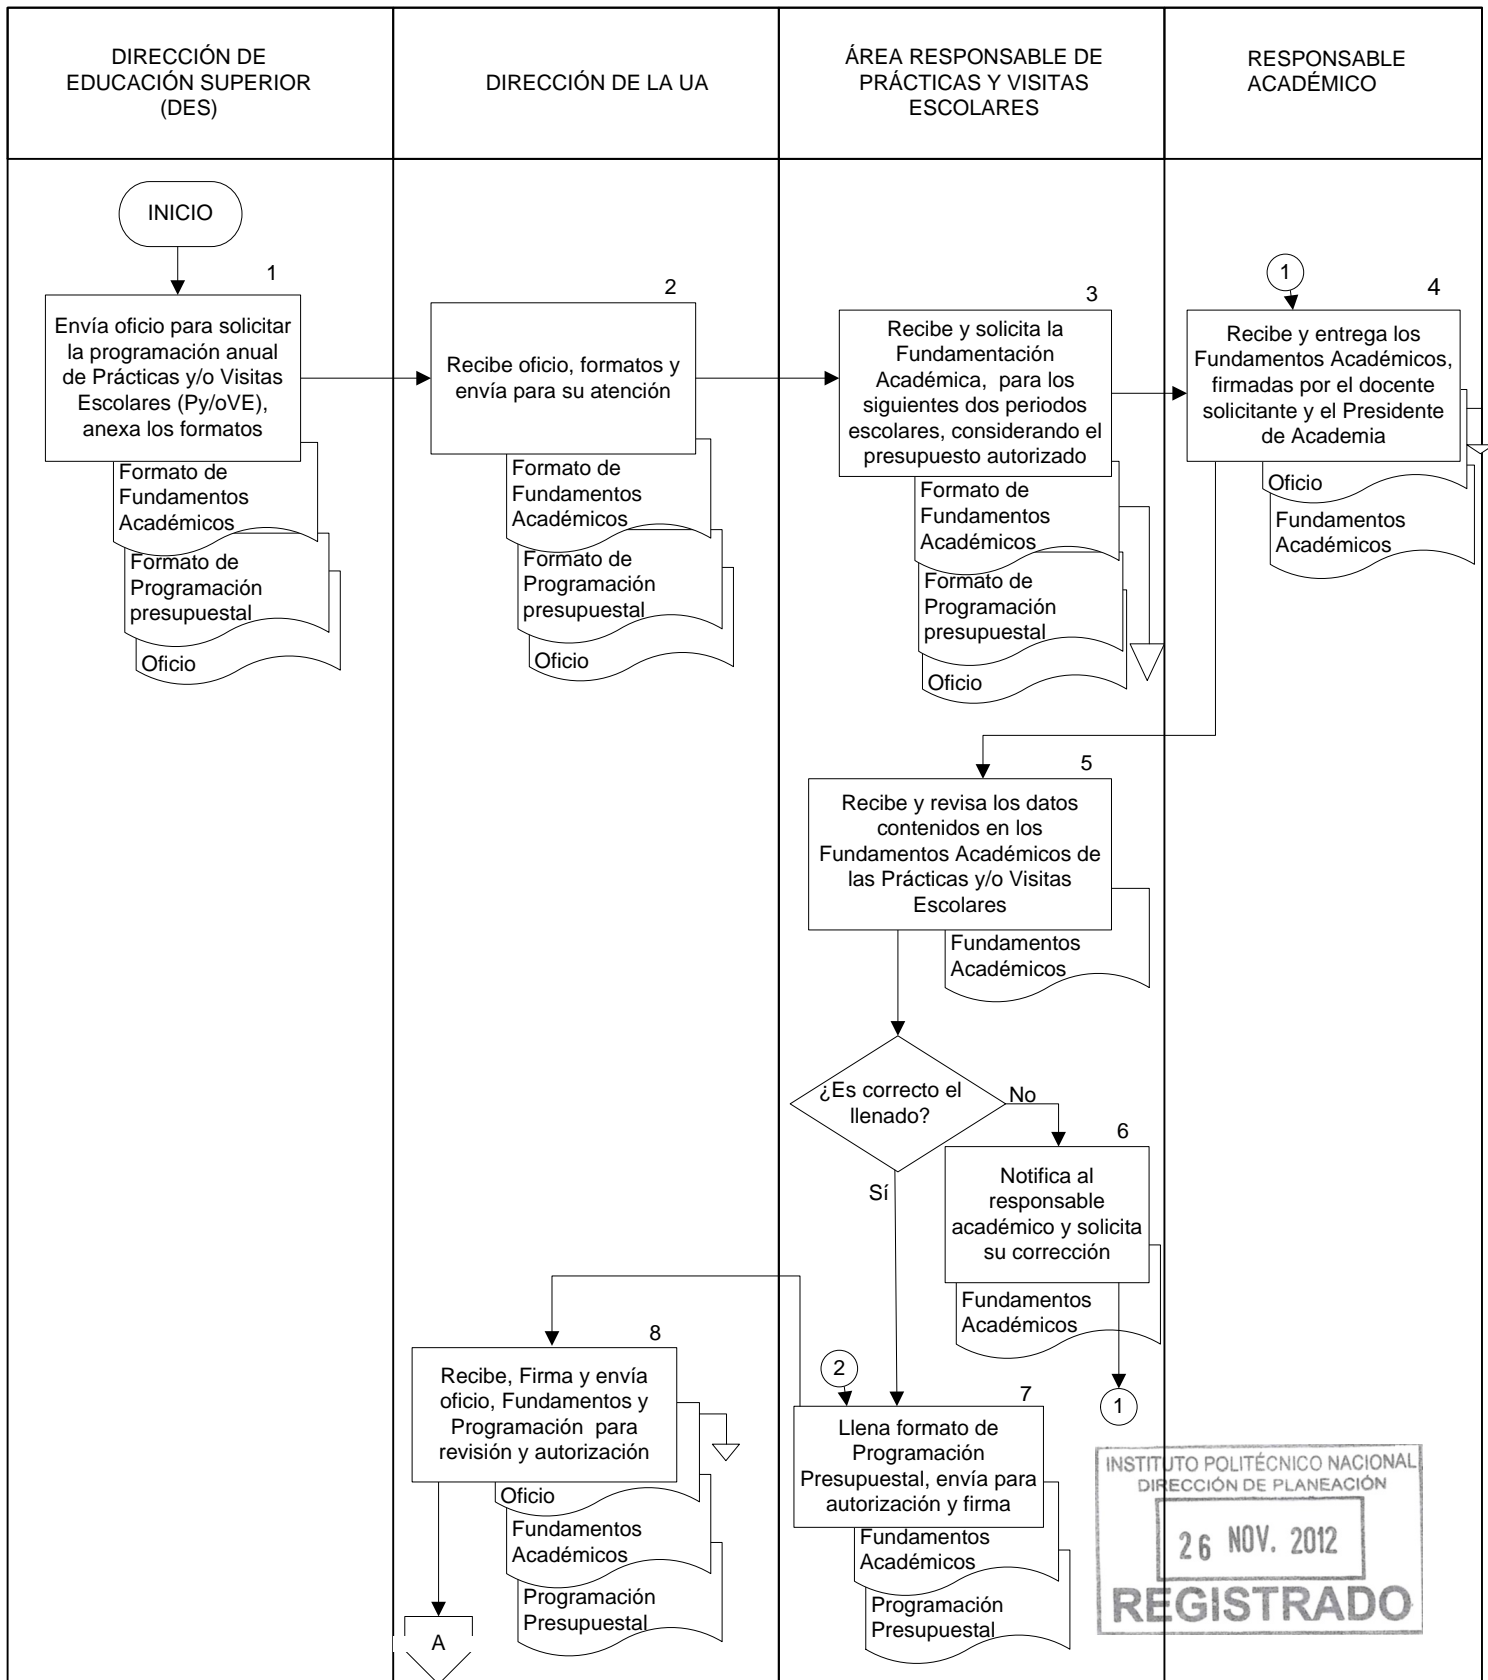 DIRECCIÓN DE
EDUCACIÓN SUPERIOR
(DES)
DIRECCIÓN DE LA UA
ÁREA RESPONSABLE DE
PRÁCTICAS Y VISITAS
ESCOLARES
RESPONSABLE
ACADÉMICO
INICIO
1
Envía oficio para solicitar
la programación anual
de Prácticas y/o Visitas
Escolares (Py/oVE),
anexa los formatos
Formato de
Fundamentos
Académicos
Formato de
Programación
presupuestal
Oficio
2
Recibe oficio, formatos y
envía para su atención
Formato de
Fundamentos
Académicos
Formato de
Programación
presupuestal
Oficio
3
Recibe y solicita la
Fundamentación
Académica, para los
siguientes dos periodos
escolares, considerando el
presupuesto autorizado
Formato de
Fundamentos
Académicos
Formato de
Programación
presupuestal
Oficio
1
4
Recibe y entrega los
Fundamentos Académicos,
firmadas por el docente
solicitante y el Presidente
de Academia
Oficio
Fundamentos
Académicos
5
Recibe y revisa los datos
contenidos en los
Fundamentos Académicos de
las Prácticas y/o Visitas
Escolares
Fundamentos
Académicos
¿Es correcto el
llenado?
No
Sí
6
Notifica al
responsable
académico y solicita
su corrección
Fundamentos
Académicos
1
2
7
Llena formato de
Programación
Presupuestal, envía para
autorización y firma
Fundamentos
Académicos
Programación
Presupuestal
8
Recibe, Firma y envía
oficio, Fundamentos y
Programación para
revisión y autorización
Oficio
Fundamentos
Académicos
Programación
Presupuestal
A
INSTITUTO POLITÉCNICO NACIONAL
DIRECCIÓN DE PLANEACIÓN
26 NOV. 2012
REGISTRADO